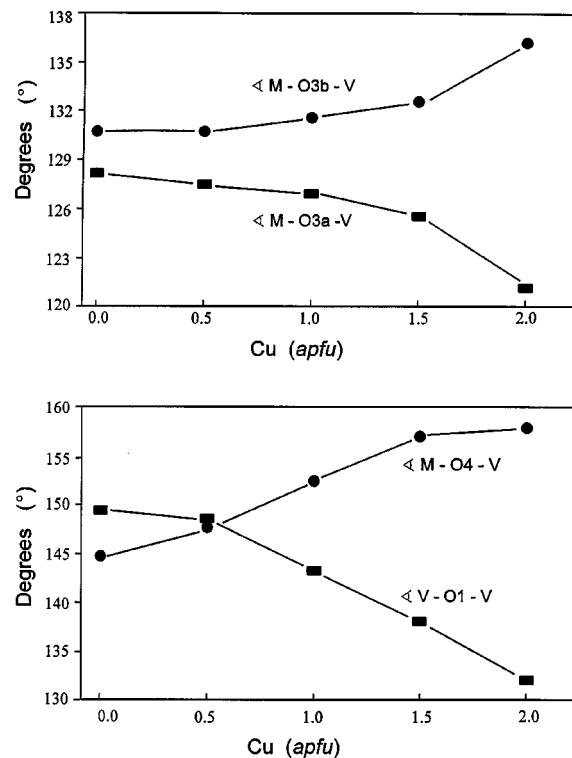 138
135
132
129
126
123
120
Degrees (°)
∢ M - O3b - V
∢ M - O3a - V
0.0 0.5 1.0 1.5 2.0
Cu (apfu)
160
155
150
145
140
135
130
Degrees (°)
∢ M - O4 - V
∢ V - O1 - V
0.0 0.5 1.0 1.5 2.0
Cu (apfu)